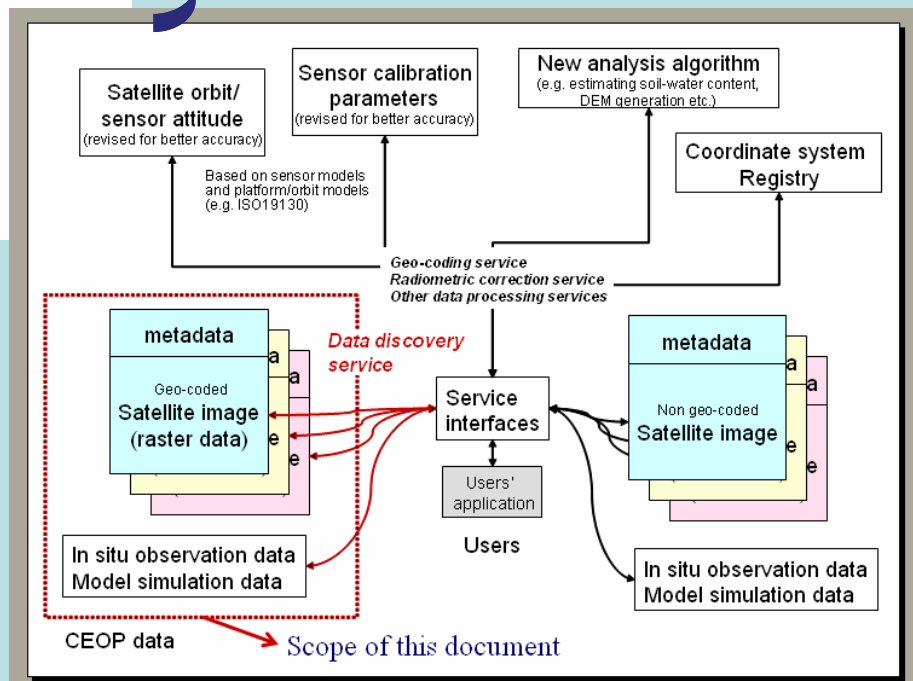 Satellite orbit/
sensor attitude
(revised for better accuracy)
Sensor calibration
parameters
(revised for better accuracy)
New analysis algorithm
(e.g. estimating soil-water content,
DEM generation etc.)
Coordinate system
Registry
Based on sensor models
and platform/orbit models
(e.g. ISO19130)
Geo-coding service
Radiometric correction service
Other data processing services
metadata
Geo-coded
Satellite image
(raster data)
a
a
e
e
Data discovery
service
Service
interfaces
Users'
application
Users
metadata
Non geo-coded
Satellite image
a
a
e
e
In situ observation data
Model simulation data
In situ observation data
Model simulation data
CEOP data
Scope of this document